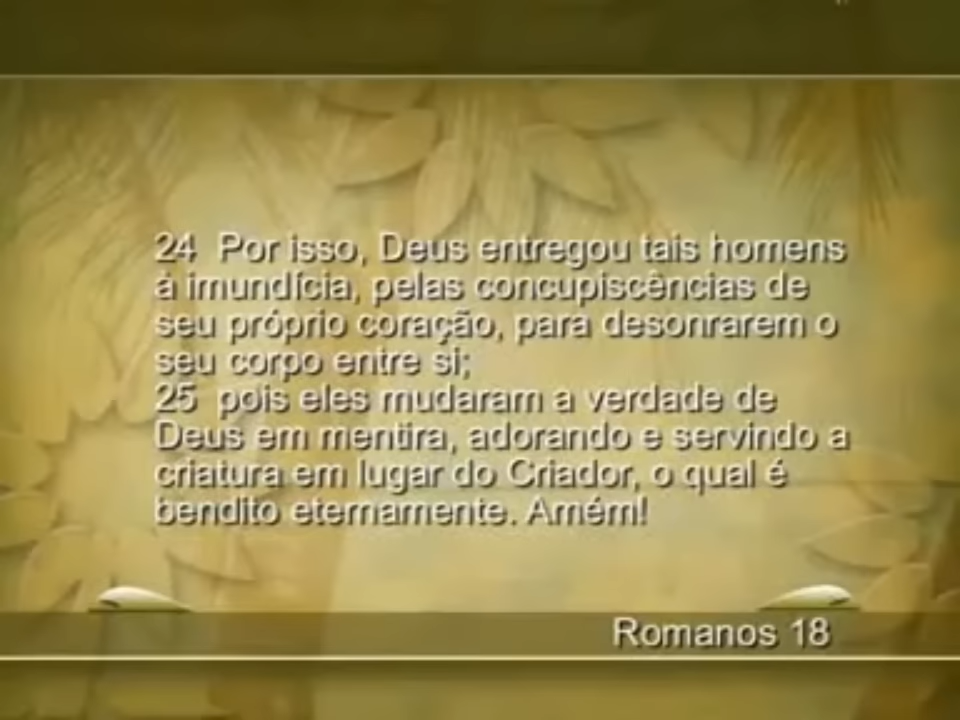 24 Por isso, Deus entregou tais homens
à imundícia, pelas concupiscências de
seu próprio coração, para desonrarem o
seu corpo entre si;
25 pois eles mudaram a verdade de
Deus em mentira, adorando e servindo a
criatura em lugar do Criador, o qual é
bendito eternamente. Amém!
Romanos 18